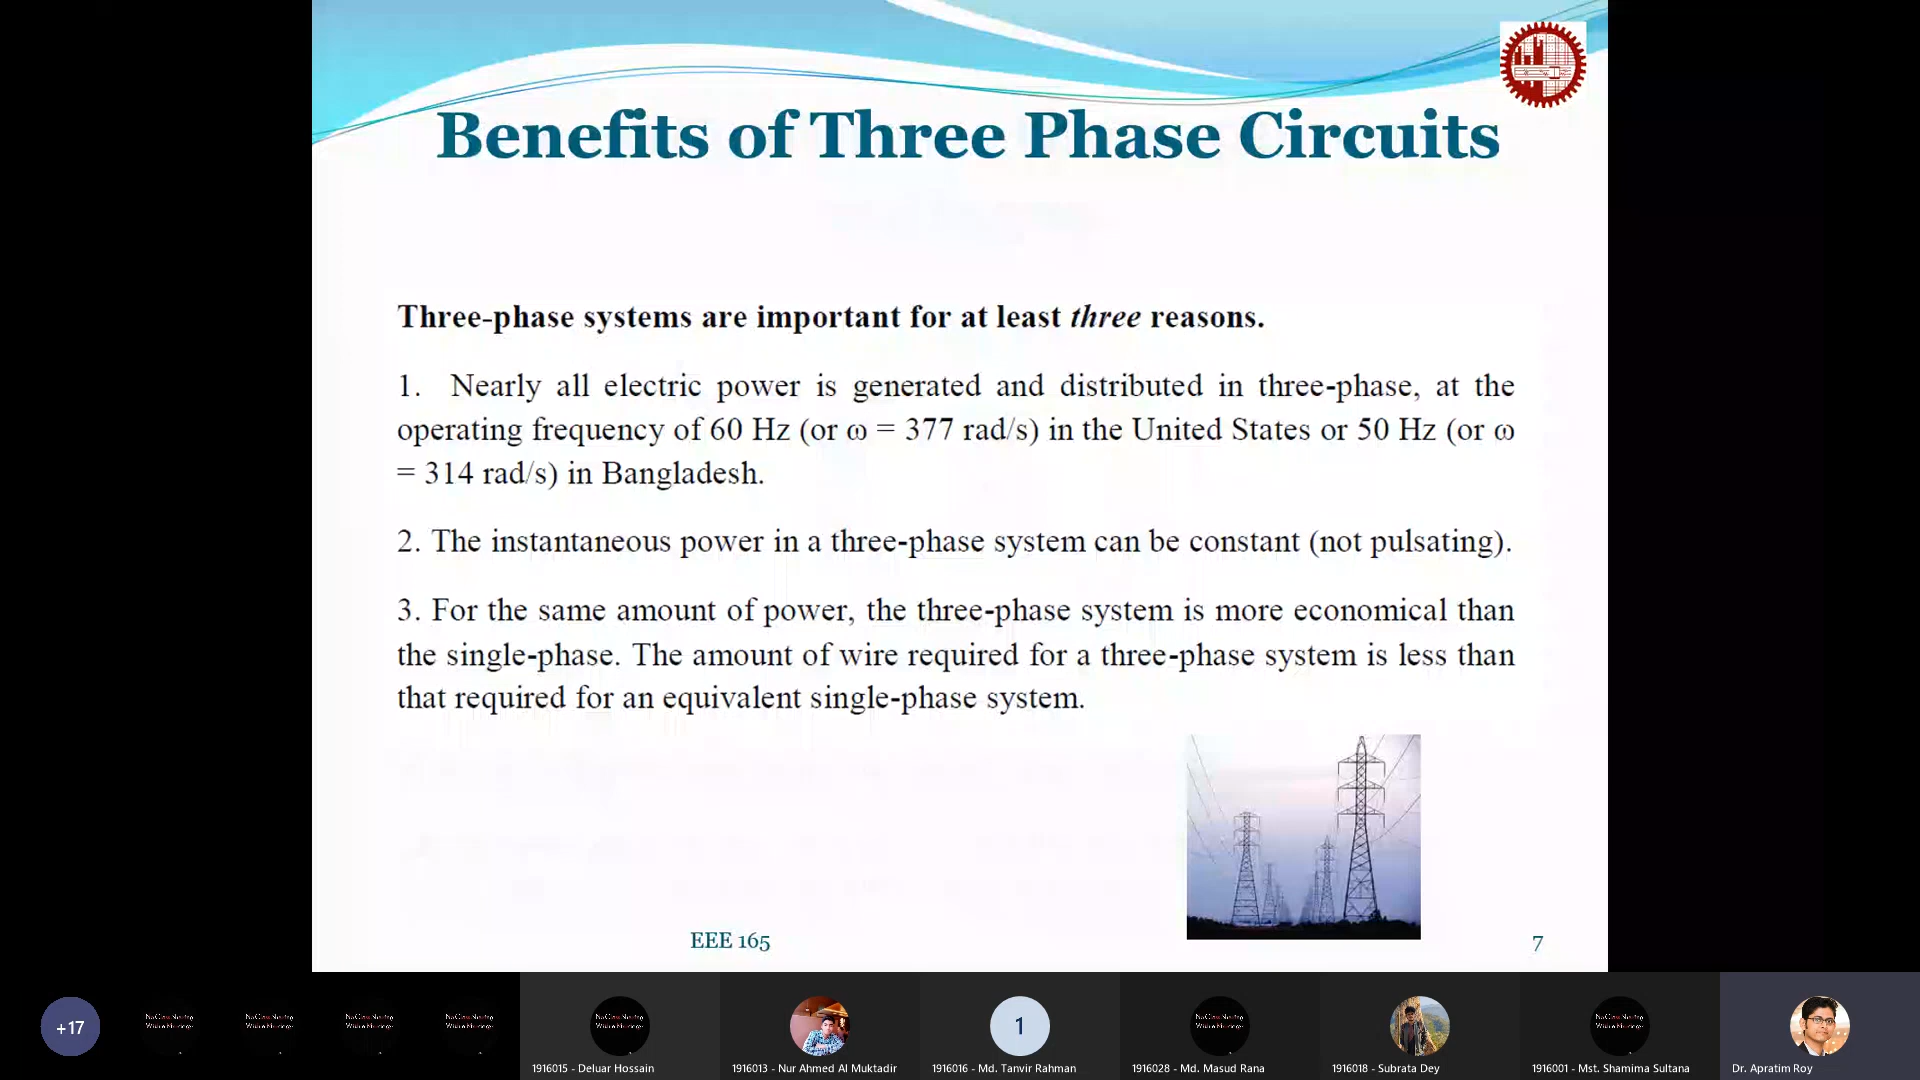 Benefits of Three Phase Circuits
Three-phase systems are important for at least three reasons.
1. Nearly all electric power is generated and distributed in three-phase, at the
operating frequency of 60 Hz (or ω = 377 rad/s) in the United States or 50 Hz (or ω
= 314 rad/s) in Bangladesh.
2. The instantaneous power in a three-phase system can be constant (not pulsating).
3. For the same amount of power, the three-phase system is more economical than
the single-phase. The amount of wire required for a three-phase system is less than
that required for an equivalent single-phase system.
EEE 165
7
+17
1
1916015 - Deluar Hossain
1916013 - Nur Ahmed Al Muktadir
1916016 - Md. Tanvir Rahman
1916028 - Md. Masud Rana
1916018 - Subrata Dey
1916001 - Mst. Shamima Sultana
Dr. Apratim Roy